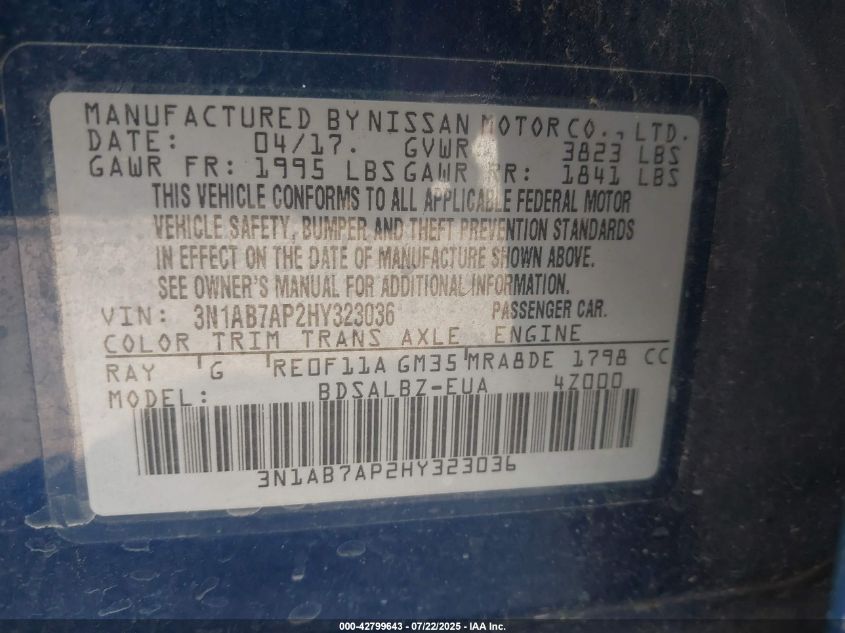 MANUFACTURED BY NISSAN MOTOR CO., LTD.
DATE: 04/17. GVWR 3823 LBS
GAWR FR: 1995 LBS GAWR RR: 1841 LBS
THIS VEHICLE CONFORMS TO ALL APPLICABLE FEDERAL MOTOR
VEHICLE SAFETY, BUMPER AND THEFT PREVENTION STANDARDS
IN EFFECT ON THE DATE OF MANUFACTURE SHOWN ABOVE.
SEE OWNER'S MANUAL FOR ADDITIONAL INFORMATION.
VIN: 3N1AB7AP2HY323036 PASSENGER CAR.
COLOR TRIM TRANS AXLE ENGINE
RAY G RE0F11A GM35 MRA8DE 1798 CC
MODEL: BDSALBZ-EUA 4Z000
3N1AB7AP2HY323036
000-42799643 - 07/22/2025 - IAA Inc.